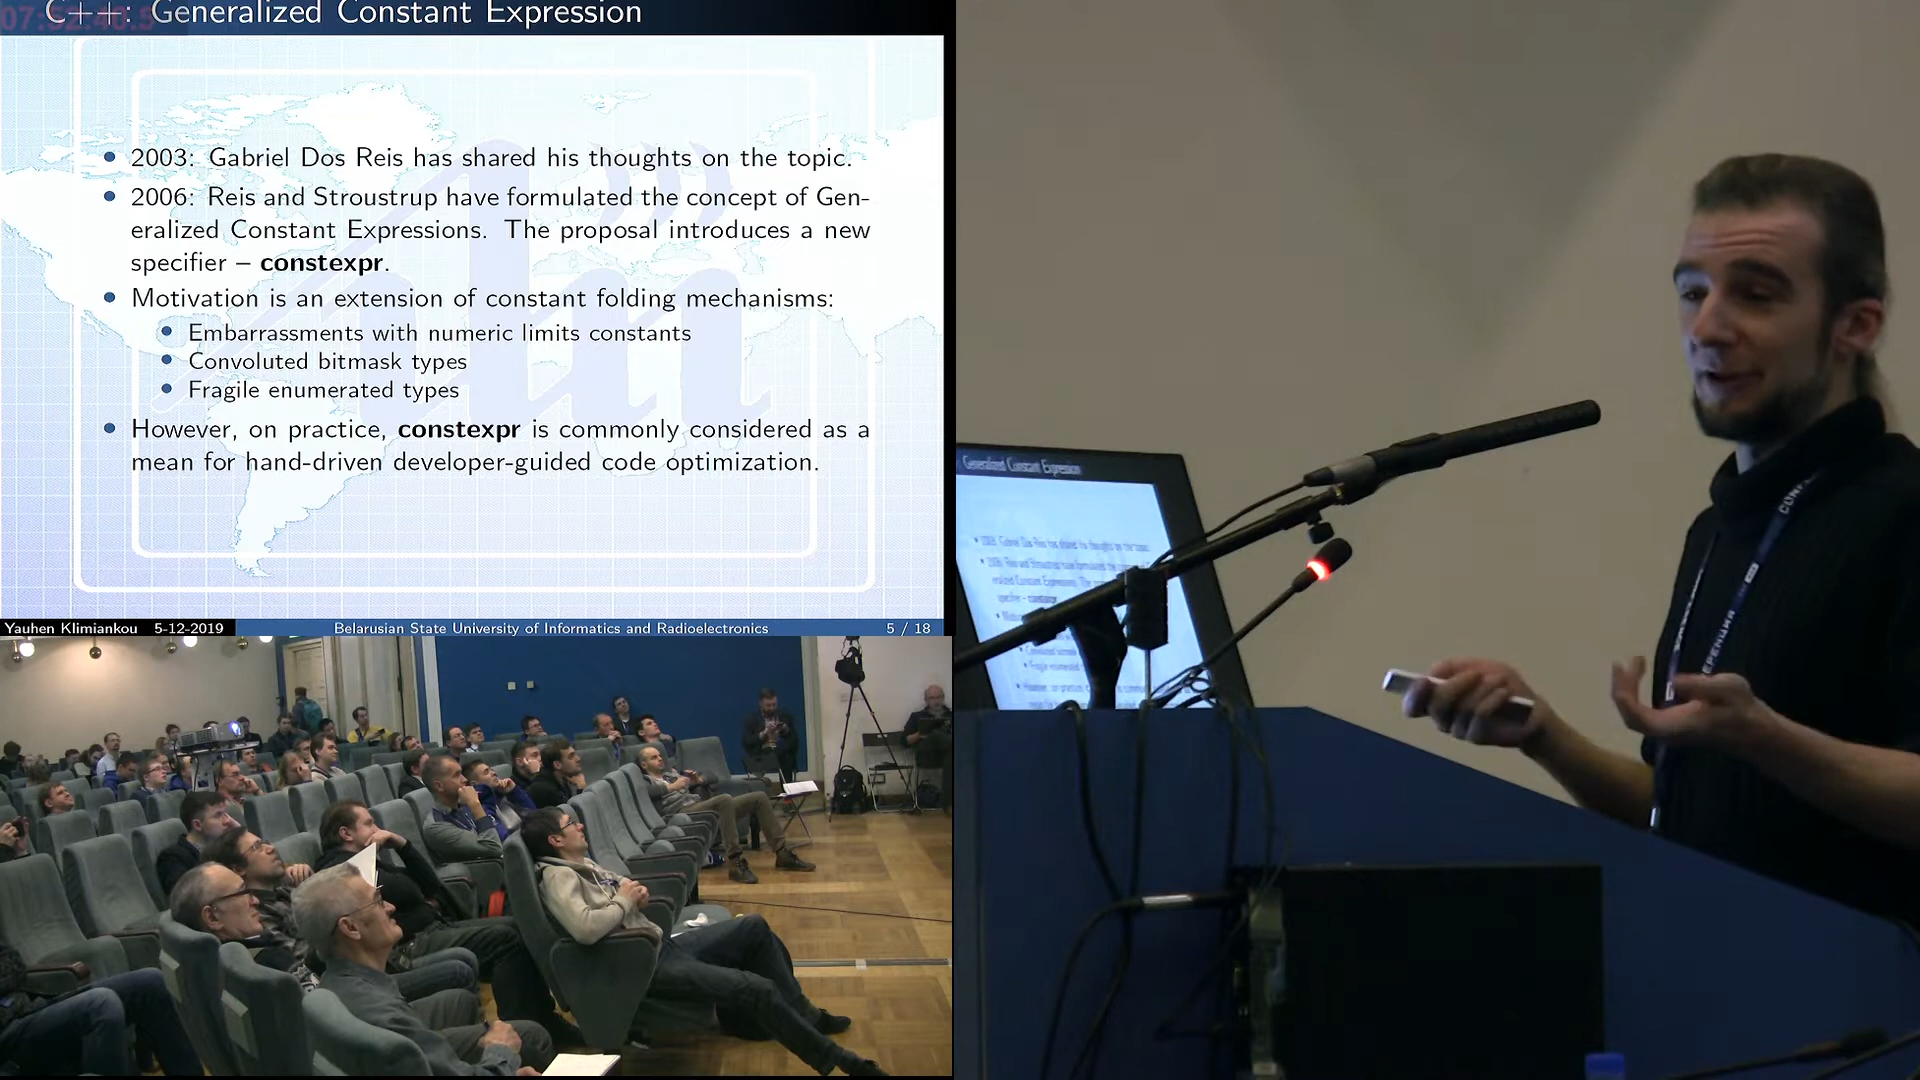 C++: Generalized Constant Expression
2003: Gabriel Dos Reis has shared his thoughts on the topic.
2006: Reis and Stroustrup have formulated the concept of Gen-
eralized Constant Expressions. The proposal introduces a new
specifier – constexpr.
Motivation is an extension of constant folding mechanisms:
Embarrassments with numeric limits constants
Convoluted bitmask types
Fragile enumerated types
However, on practice, constexpr is commonly considered as a
mean for hand-driven developer-guided code optimization.
Yauhen Klimiankou 5-12-2019 Belarusian State University of Informatics and Radioelectronics 5 / 18
Generalized Constant Expression